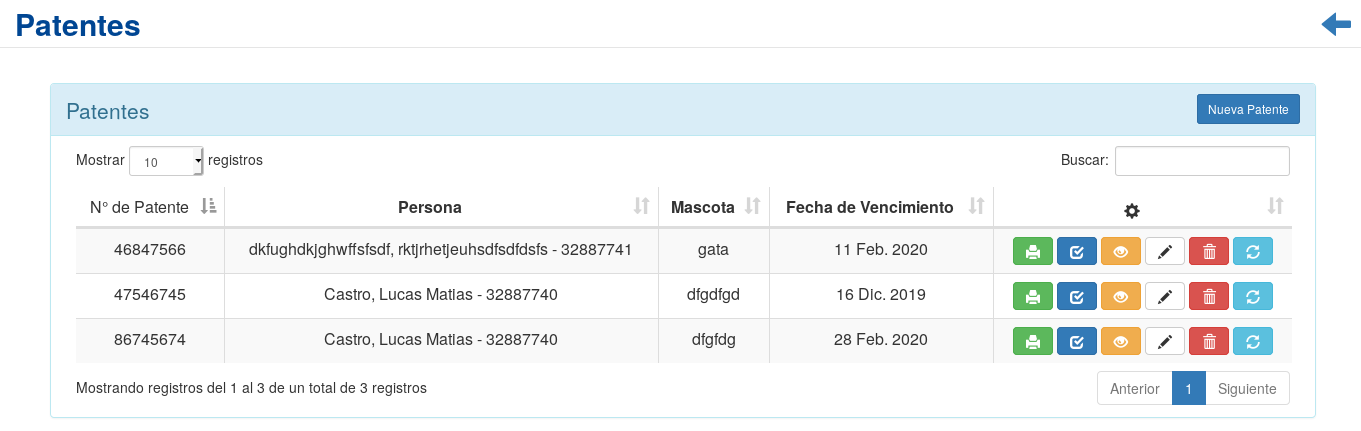 Patentes
Patentes
Nueva Patente
Mostrar 10 registros
Buscar:
N° de Patente Persona Mascota Fecha de Vencimiento
46847566 dkfughdkjghwffsfsdf, rktjrhetjeuhsdfsdfdsfs - 32887741 gata 11 Feb. 2020
47546745 Castro, Lucas Matias - 32887740 dfgdfgd 16 Dic. 2019
86745674 Castro, Lucas Matias - 32887740 dfgfdg 28 Feb. 2020
Mostrando registros del 1 al 3 de un total de 3 registros
Anterior 1 Siguiente